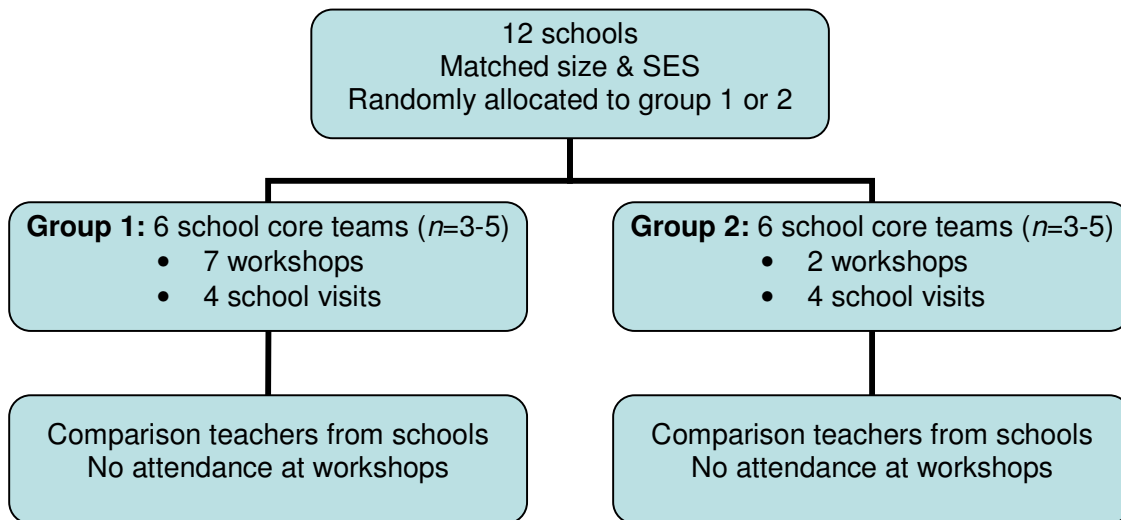 12 schools
Matched size & SES
Randomly allocated to group 1 or 2
Group 1: 6 school core teams (n=3-5)
• 7 workshops
• 4 school visits
Group 2: 6 school core teams (n=3-5)
• 2 workshops
• 4 school visits
Comparison teachers from schools
No attendance at workshops
Comparison teachers from schools
No attendance at workshops